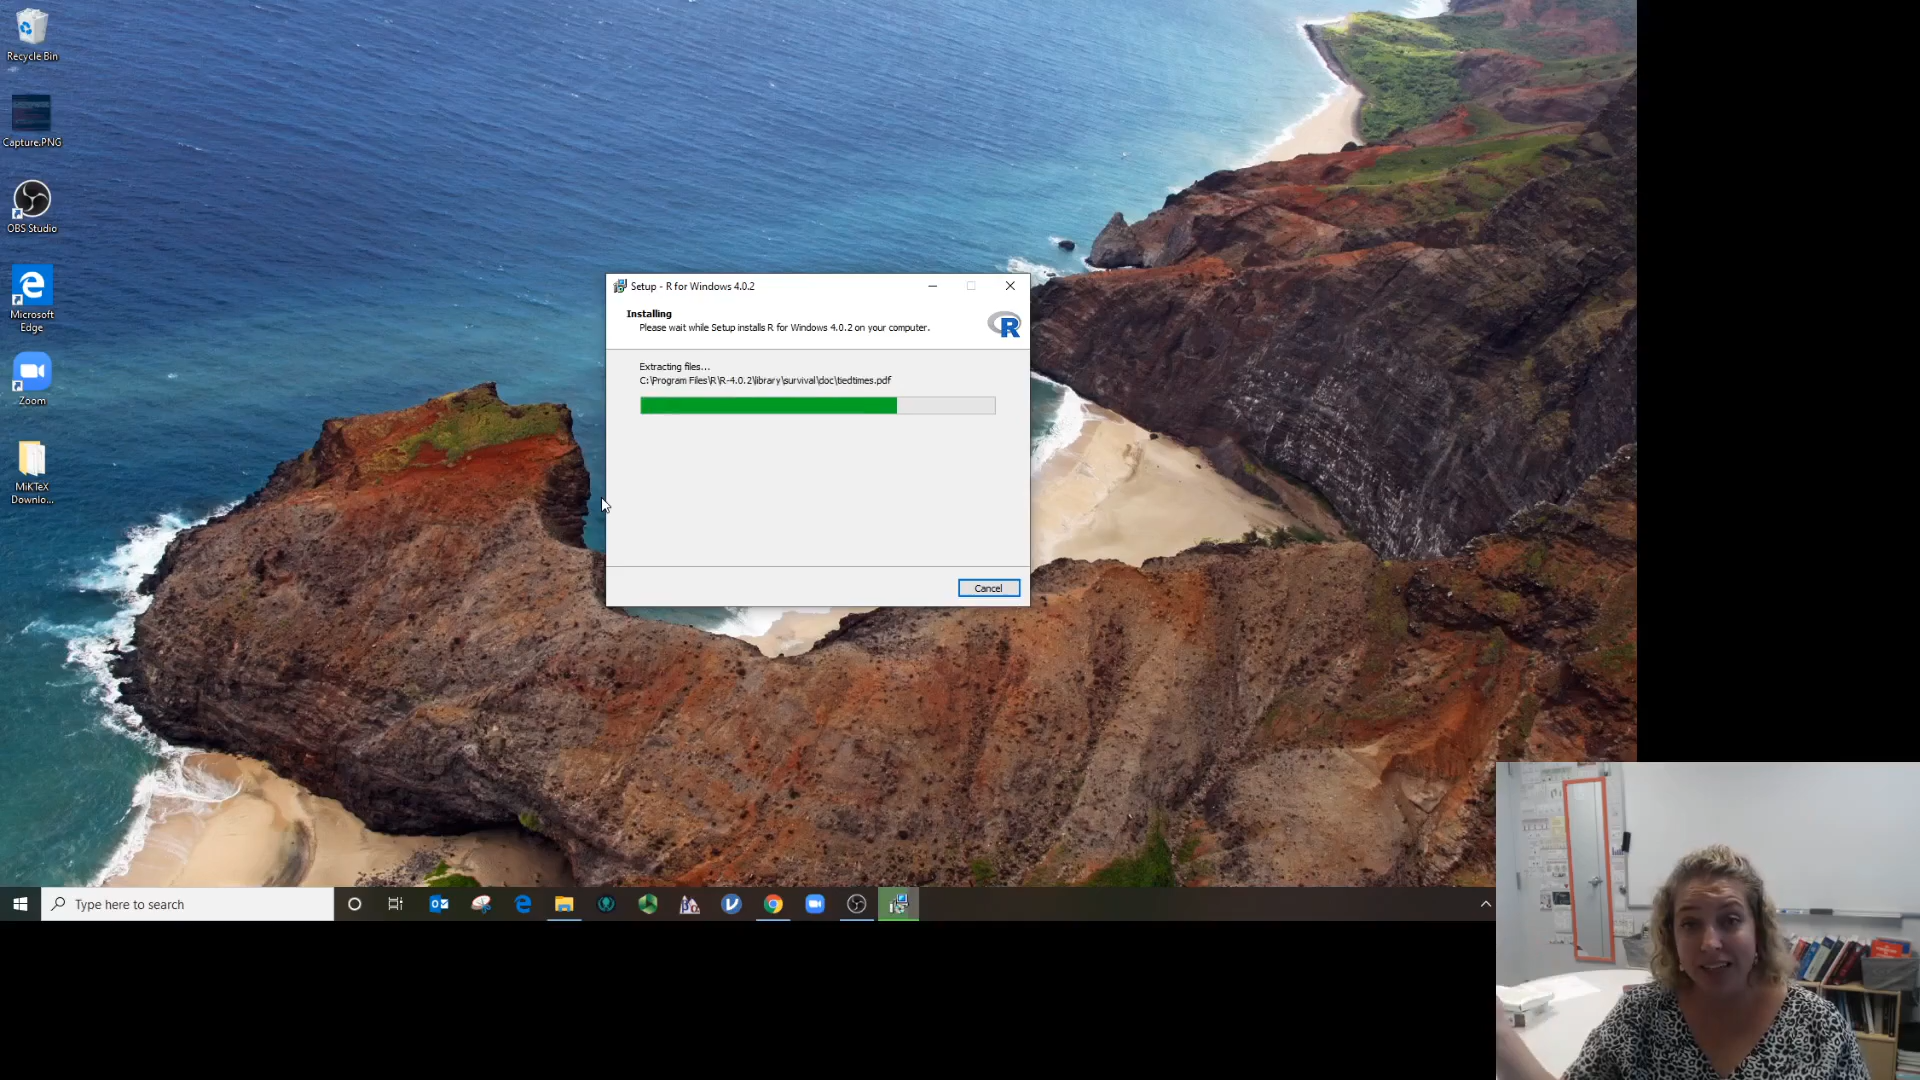 Recycle Bin
Capture.PNG
OBS Studio
Microsoft
Edge
Zoom
MiKTeX
Downlo...
Setup - R for Windows 4.0.2
Installing
Please wait while Setup installs R for Windows 4.0.2 on your computer.
R
Extracting files...
C:\Program Files\R\R-4.0.2\library\survival\doc\tiedtimes.pdf
Cancel
Type here to search